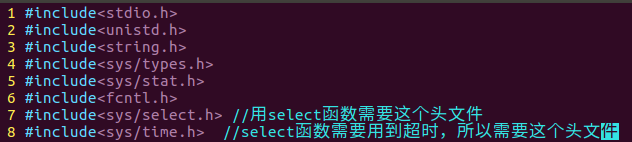 1 #include<stdio.h>
2 #include<unistd.h>
3 #include<string.h>
4 #include<sys/types.h>
5 #include<sys/stat.h>
6 #include<fcntl.h>
7 #include<sys/select.h> //用select函数需要这个头文件
8 #include<sys/time.h>  //select函数需要用到超时，所以需要这个头文件